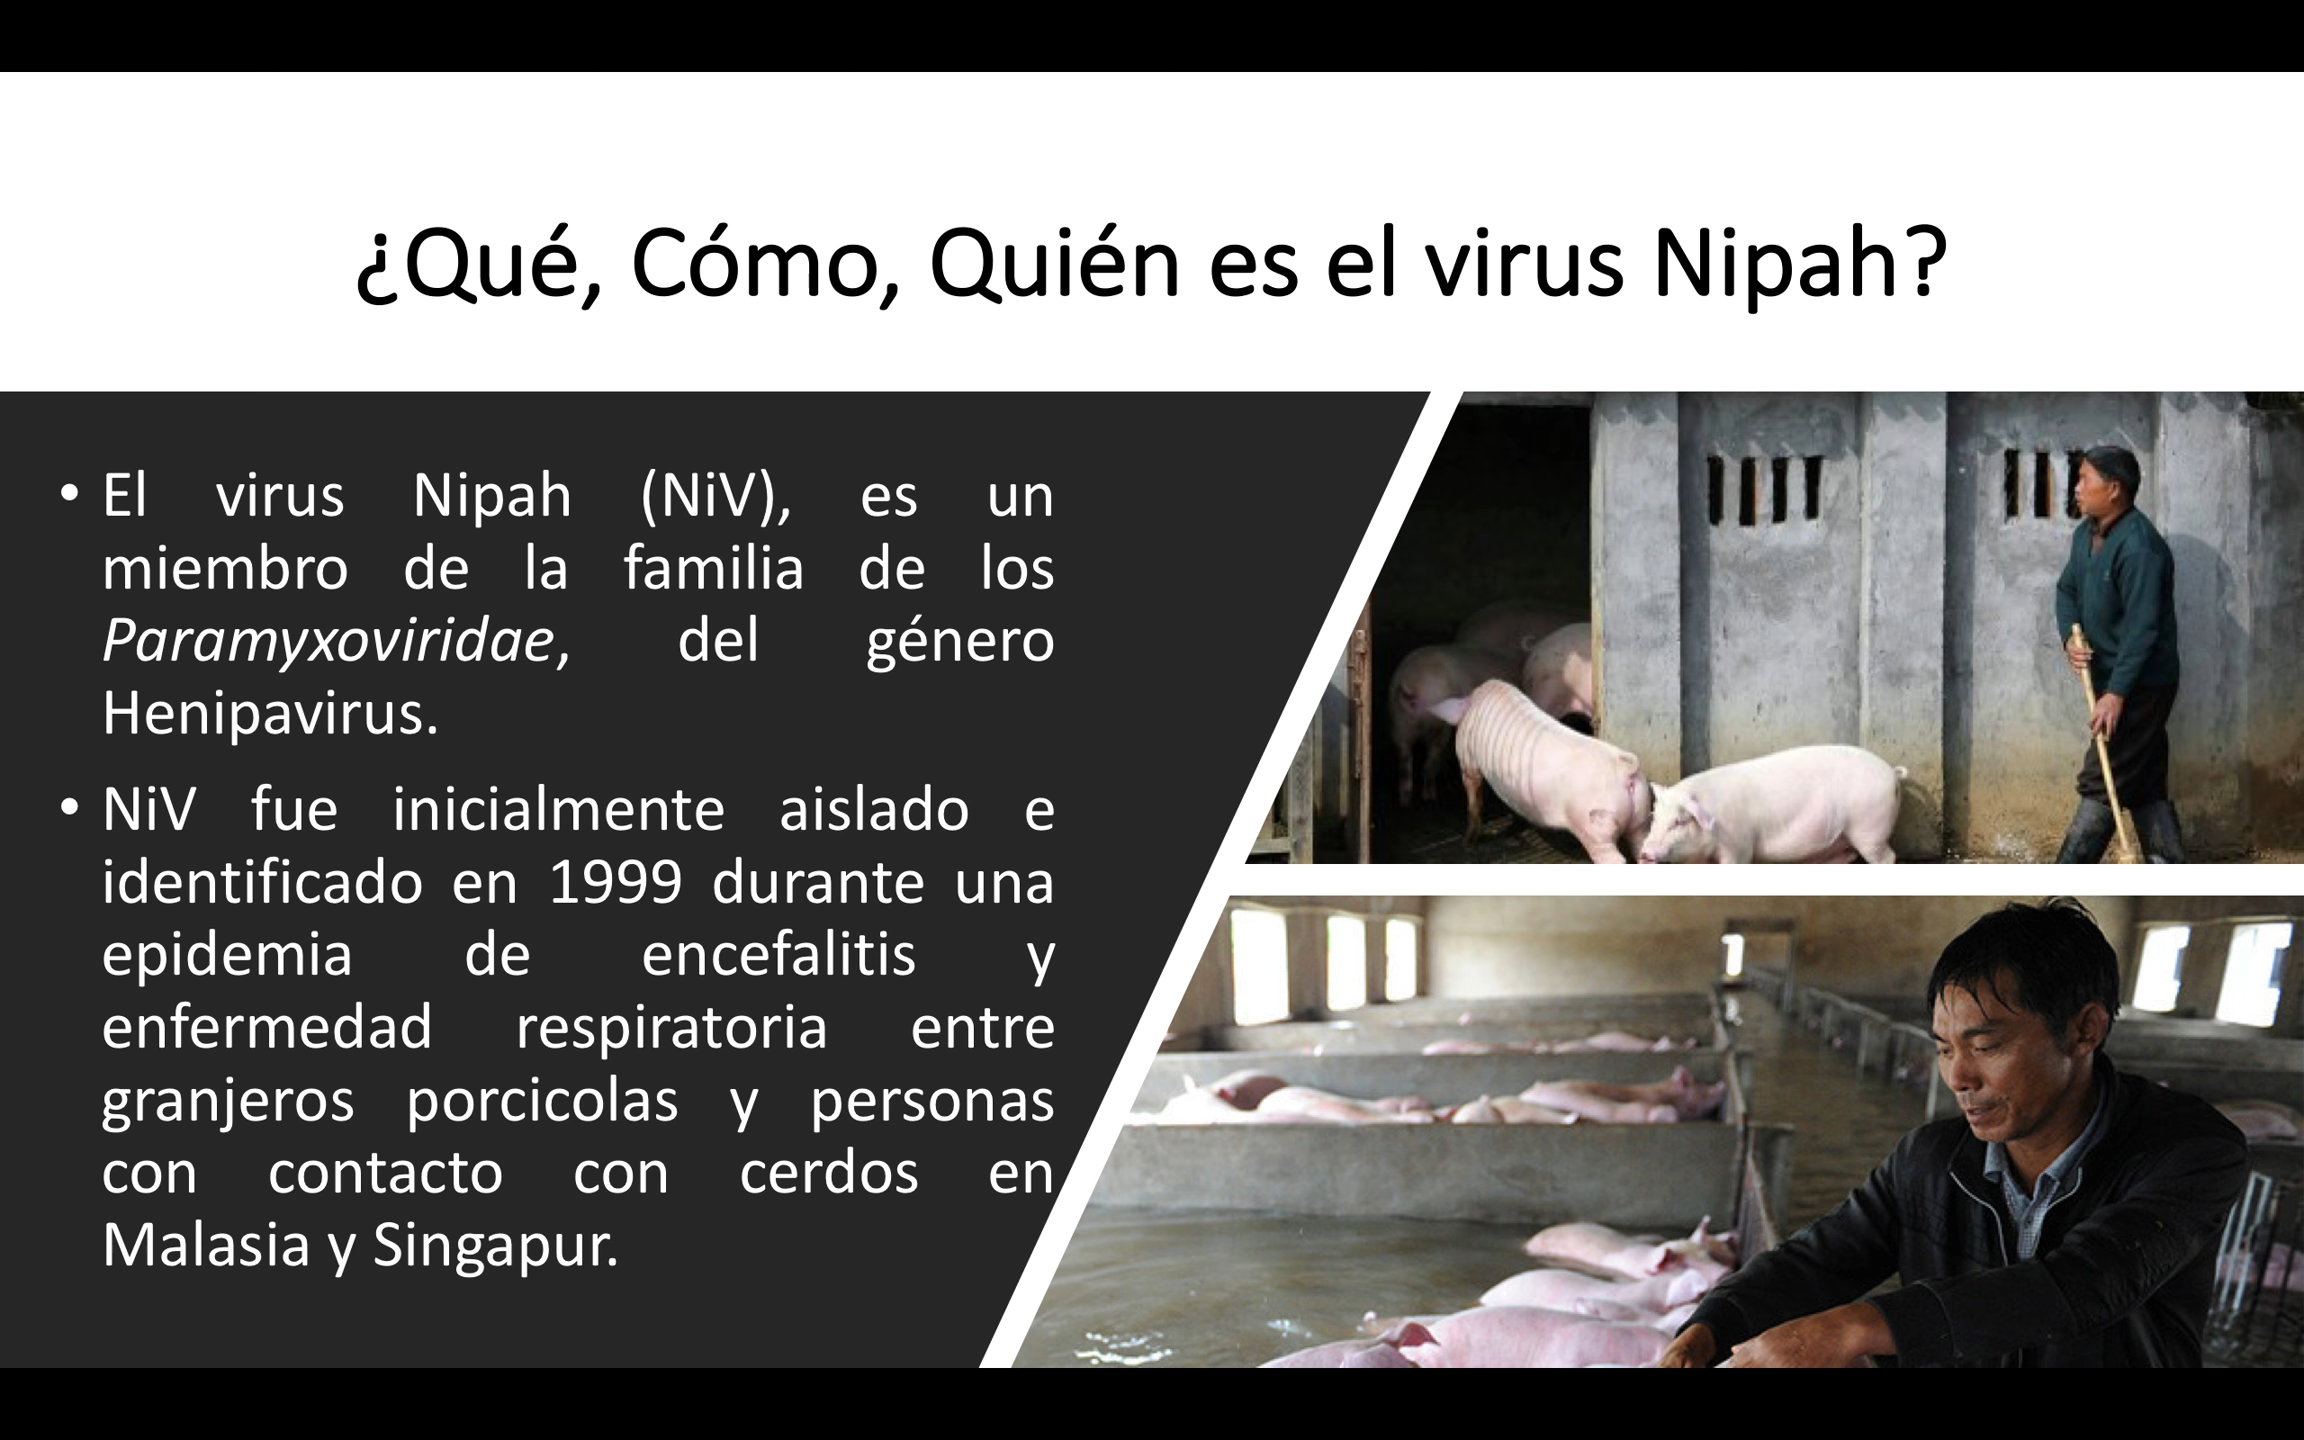 ¿Qué, Cómo, Quién es el virus Nipah?
• El virus Nipah (NiV), es un
miembro de la familia de los
Paramyxoviridae, del género
Henipavirus.
• NiV fue inicialmente aislado e
identificado en 1999 durante una
epidemia de encefalitis y
enfermedad respiratoria entre
granjeros porcicolas y personas
con contacto con cerdos en
Malasia y Singapur.